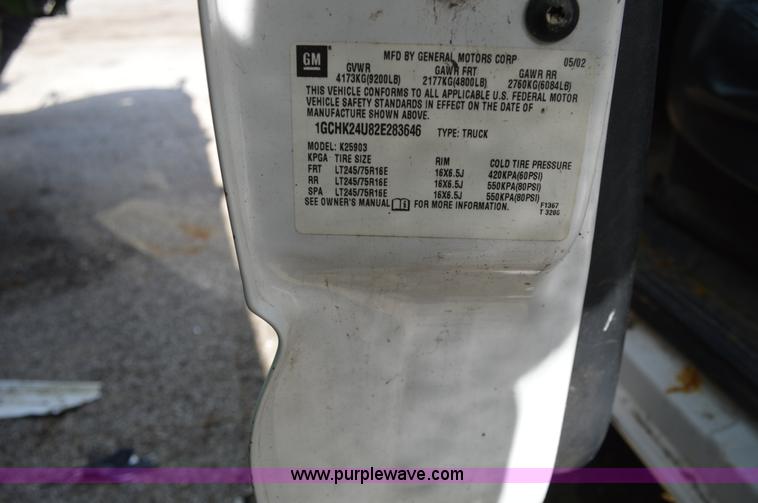 GM
MFD BY GENERAL MOTORS CORP 05/02
GVWR GAWR FRT GAWR RR
4173KG(9200LB) 2177KG(4800LB) 2760KG(6084LB)
THIS VEHICLE CONFORMS TO ALL APPLICABLE U.S. FEDERAL MOTOR
VEHICLE SAFETY STANDARDS IN EFFECT ON THE DATE OF
MANUFACTURE SHOWN ABOVE.
1GCHK24U82E283646 TYPE: TRUCK
MODEL: K25903
KPGA TIRE SIZE RIM COLD TIRE PRESSURE
FRT LT245/75R16E 16X6.5J 420KPA(60PSI)
RR LT245/75R16E 16X6.5J 550KPA(80PSI)
SPA LT245/75R16E 16X6.5J 550KPA(80PSI)
SEE OWNER'S MANUAL FOR MORE INFORMATION. F1367
T 3206
www.purplewave.com